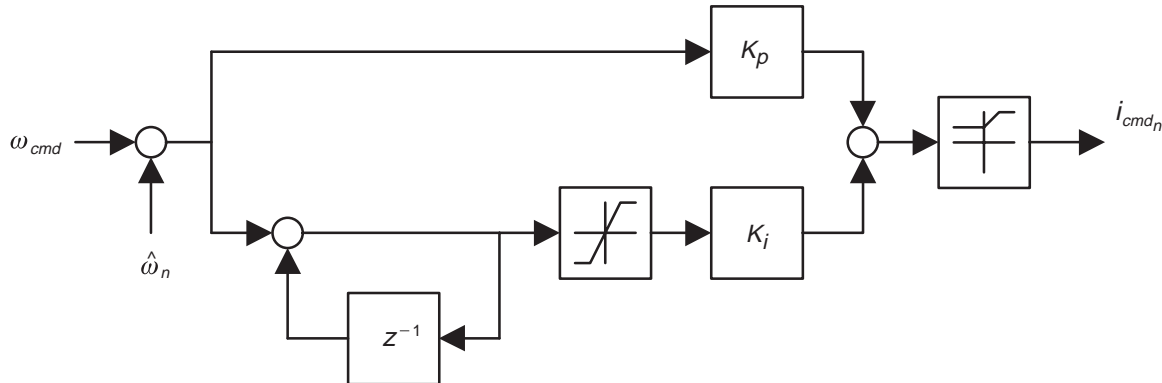 K_p
ω_cmd
i_cmd_n
ω̂_n
K_i
z⁻¹